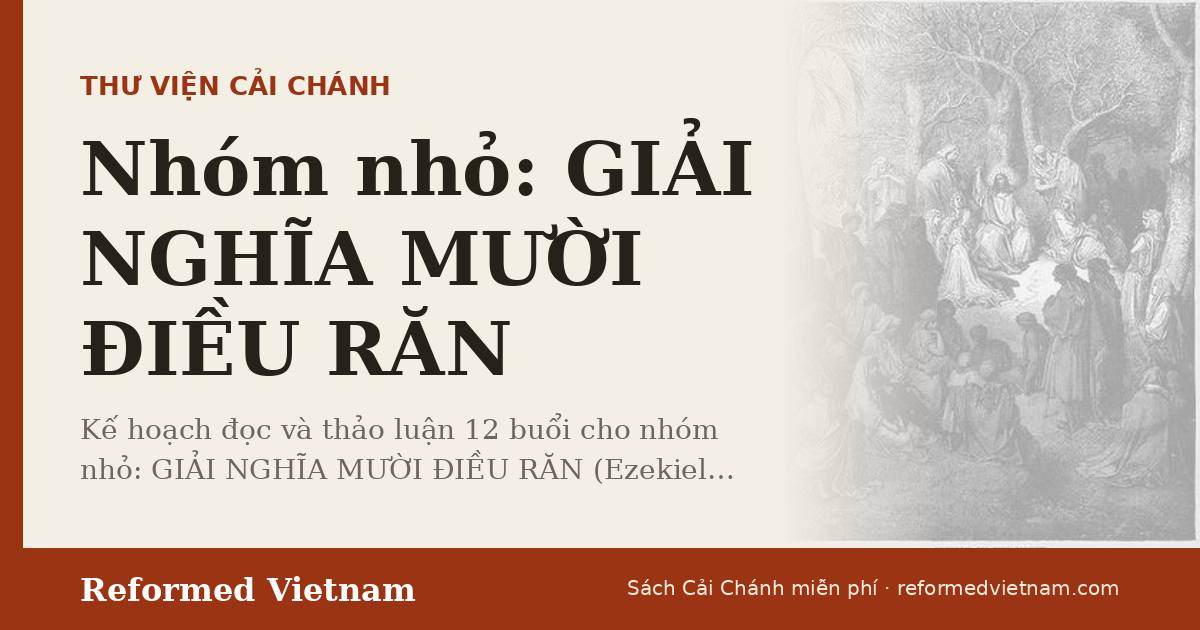 THƯ VIỆN CẢI CHÁNH
Nhóm nhỏ: GIẢI
NGHĨA MƯỜI
ĐIỀU RĂN
Kế hoạch đọc và thảo luận 12 buổi cho nhóm
nhỏ: GIẢI NGHĨA MƯỜI ĐIỀU RĂN (Ezekiel...
Reformed Vietnam
Sách Cải Chánh miễn phí · reformedvietnam.com